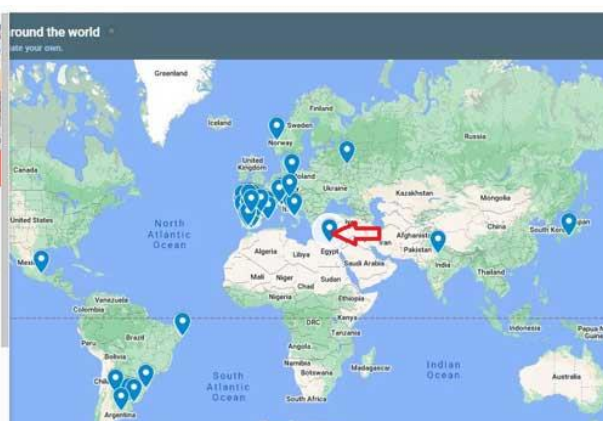 round the world
ate your own.
Greenland
Iceland
Finland
Sweden
Norway
Russia
Canada
United
Kingdom
Poland
Ukraine
Kazakhstan
Mongolia
United States
North
Atlantic
Ocean
Afghanistan
China
South Korea
Japan
Algeria
Libya
Egypt
Iran
Pakistan
Mexico
Saudi Arabia
India
Mali
Niger
Chad
Sudan
Thailand
Nigeria
Ethiopia
Venezuela
Colombia
DRC
Kenya
Tanzania
Indonesia
Papua N
Guine
Peru
Brazil
Bolivia
Angola
Namibia
Botswana
Madagascar
South
Atlantic
Ocean
Indian
Ocean
Australia
South Africa
Argentina